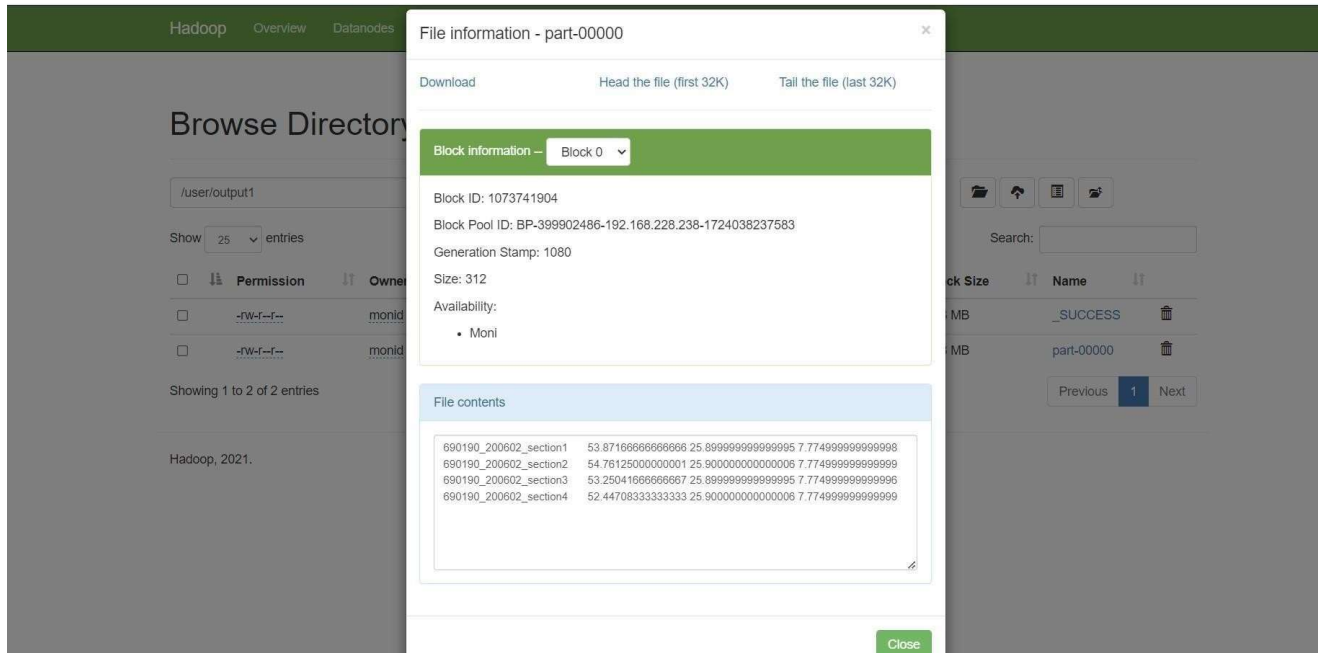 Hadoop Overview Datanodes
File information - part-00000 ×
Download Head the file (first 32K) Tail the file (last 32K)
Browse Directory
Block information -- Block 0
/user/output1
Block ID: 1073741904
Block Pool ID: BP-399902486-192.168.228.238-1724038237583
Show 25 entries
Search:
Generation Stamp: 1080
Permission Owner
Size: 312
ck Size Name
Availability:
-rw-r--r-- monid
MB _SUCCESS
Moni
-rw-r--r-- monid
MB part-00000
Showing 1 to 2 of 2 entries
Previous 1 Next
File contents
690190_200602_section1 53.87166666666666 25.899999999999995 7.774999999999998
690190_200602_section2 54.76125000000001 25.900000000000006 7.774999999999999
690190_200602_section3 53.25041666666667 25.899999999999995 7.774999999999996
690190_200602_section4 52.44708333333333 25.900000000000006 7.774999999999999
Hadoop, 2021.
Close